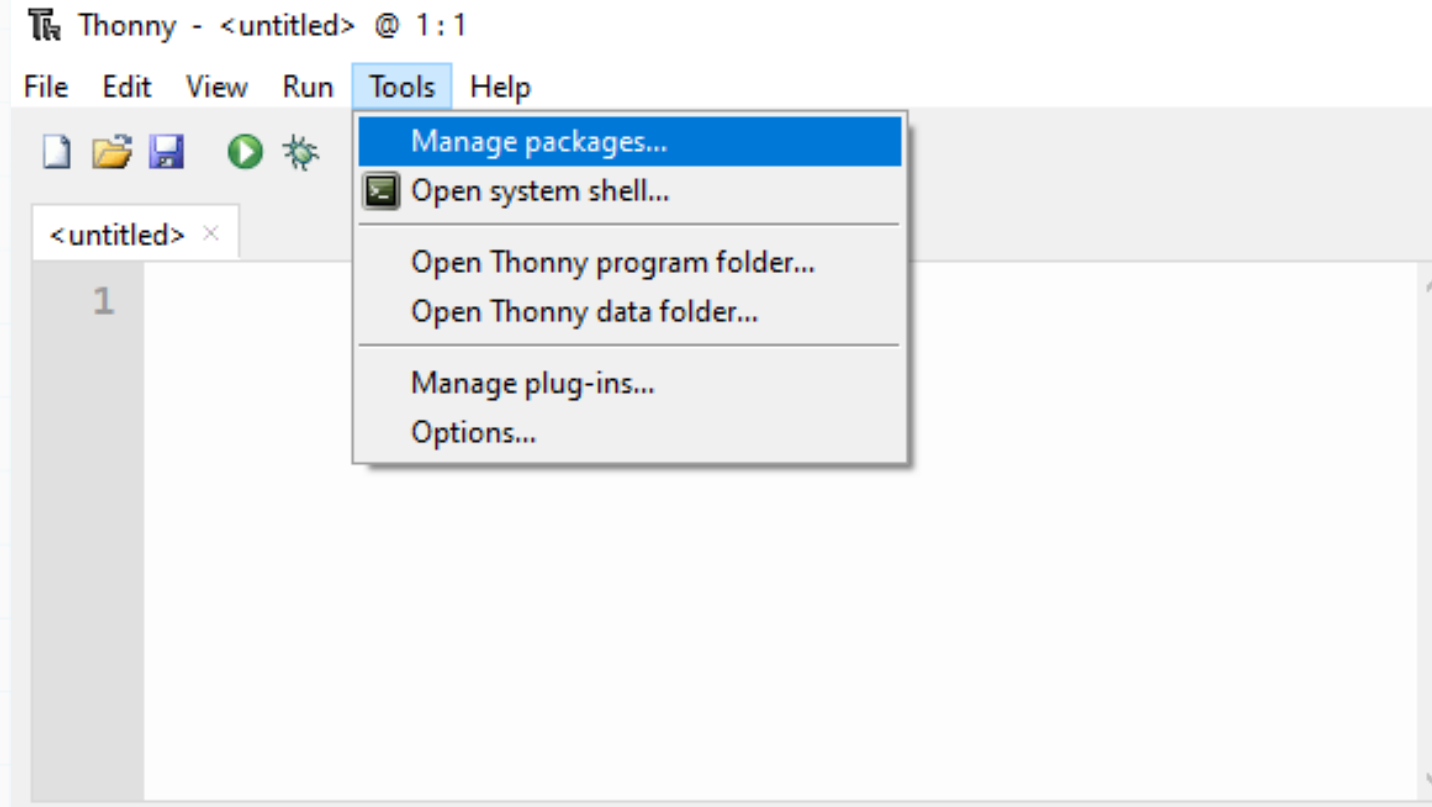 Thonny - <untitled> @ 1:1
File Edit View Run Tools Help
Manage packages...
Open system shell...
<untitled> ×
Open Thonny program folder...
1
Open Thonny data folder...
Manage plug-ins...
Options...